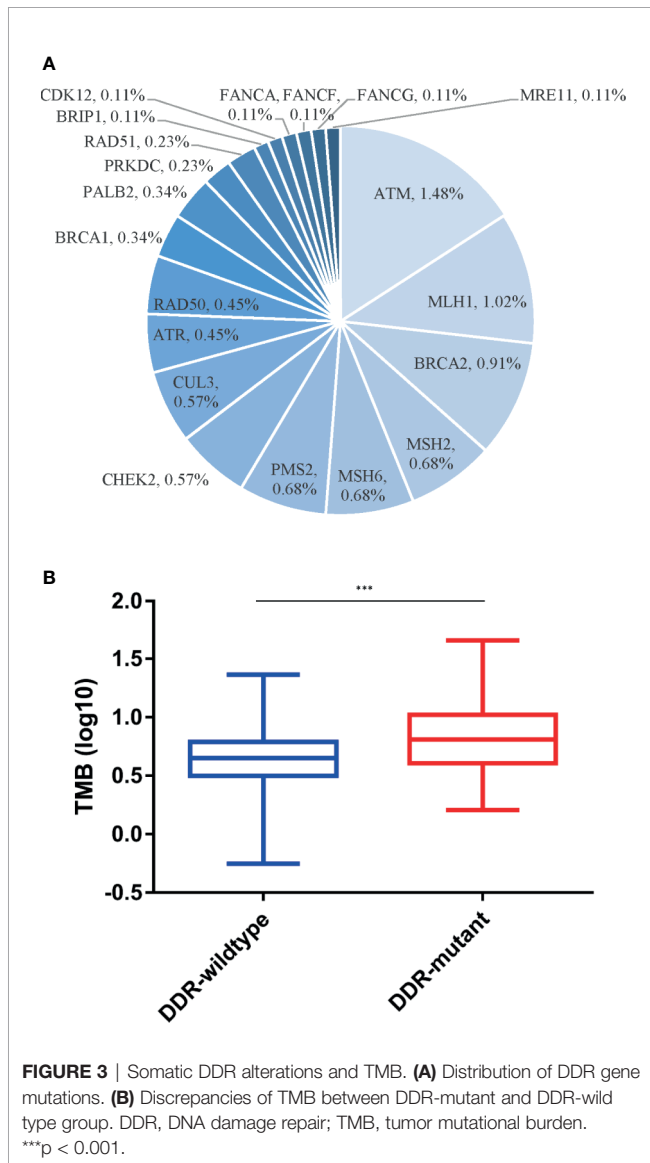 A
CDK12, 0.11%
FANCA, FANCF, FANCG, 0.11%
MRE11, 0.11%
BRIP1, 0.11%
0.11% 0.11%
RAD51, 0.23%
PRKDC, 0.23%
PALB2, 0.34%
ATM, 1.48%
BRCA1, 0.34%
RAD50, 0.45%
MLH1, 1.02%
ATR, 0.45%
BRCA2, 0.91%
CUL3,
0.57%
MSH2,
0.68%
CHEK2, 0.57%
PMS2,
0.68%
MSH6,
0.68%
B
***
2.0
1.5
1.0
0.5
0.0
-0.5
TMB (log10)
DDR-wildtype
DDR-mutant
FIGURE 3 | Somatic DDR alterations and TMB. (A) Distribution of DDR gene
mutations. (B) Discrepancies of TMB between DDR-mutant and DDR-wild
type group. DDR, DNA damage repair; TMB, tumor mutational burden.
***p < 0.001.